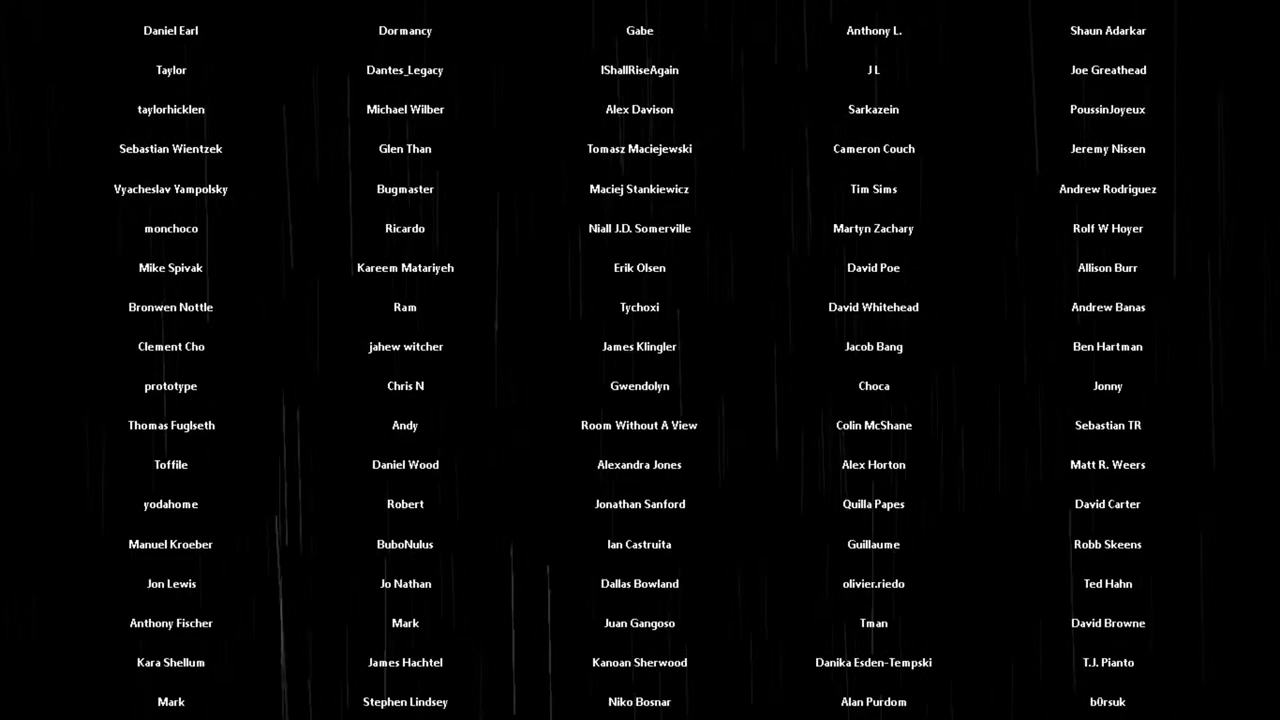 Daniel Earl Dormancy Gabe Anthony L. Shaun Adarkar
Taylor Dantes_Legacy IShallRiseAgain J L Joe Greathead
taylorhicklen Michael Wilber Alex Davison Sarkazein PoussinJoyeux
Sebastian Wientzek Glen Than Tomasz Maciejewski Cameron Couch Jeremy Nissen
Vyacheslav Yampolsky Bugmaster Maciej Stankiewicz Tim Sims Andrew Rodriguez
monchoco Ricardo Niall J.D. Somerville Martyn Zachary Rolf W Hoyer
Mike Spivak Kareem Matariyeh Erik Olsen David Poe Allison Burr
Bronwen Nottle Ram Tychoxi David Whitehead Andrew Banas
Clement Cho jahew witcher James Klingler Jacob Bang Ben Hartman
prototype Chris N Gwendolyn Choca Jonny
Thomas Fuglseth Andy Room Without A View Colin McShane Sebastian TR
Toffile Daniel Wood Alexandra Jones Alex Horton Matt R. Weers
yodahome Robert Jonathan Sanford Quilla Papes David Carter
Manuel Kroeber BuboNulus Ian Castruita Guillaume Robb Skeens
Jon Lewis Jo Nathan Dallas Bowland olivier.riedo Ted Hahn
Anthony Fischer Mark Juan Gangoso Tman David Browne
Kara Shellum James Hachtel Kanoan Sherwood Danika Esden-Tempski T.J. Pianto
Mark Stephen Lindsey Niko Bosnar Alan Purdom b0rsuk